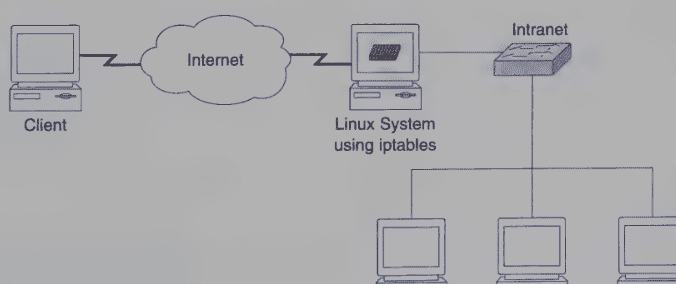 Intranet
Internet
Client
Linux System
using iptables